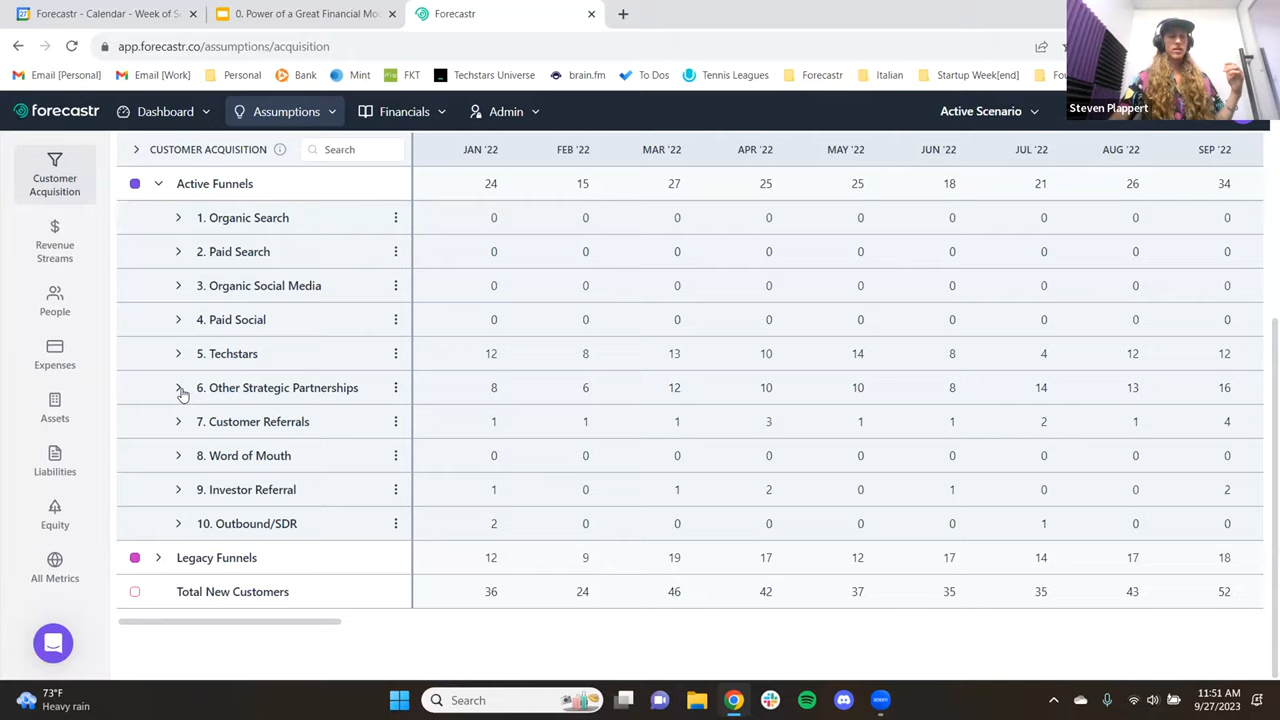 Forecastr - Calendar - Week of S
0. Power of a Great Financial Mo
Forecastr
app.forecastr.co/assumptions/acquisition
Email [Personal]
Email [Work]
Personal
Bank
Mint
FKT
Techstars Universe
brain.fm
To Dos
Tennis Leagues
Forecastr
Italian
Startup Week[end]
Steven Plappert
forecastr
Dashboard
Assumptions
Financials
Admin
Active Scenario
CUSTOMER ACQUISITION Search JAN '22 FEB '22 MAR '22 APR '22 MAY '22 JUN '22 JUL '22 AUG '22 SEP '22
Active Funnels 24 15 27 25 25 18 21 26 34
1. Organic Search 0 0 0 0 0 0 0 0 0
2. Paid Search 0 0 0 0 0 0 0 0 0
3. Organic Social Media 0 0 0 0 0 0 0 0 0
4. Paid Social 0 0 0 0 0 0 0 0 0
5. Techstars 12 8 13 10 14 8 4 12 12
6. Other Strategic Partnerships 8 6 12 10 10 8 14 13 16
7. Customer Referrals 1 1 1 3 1 1 2 1 4
8. Word of Mouth 0 0 0 0 0 0 0 0 0
9. Investor Referral 1 0 1 2 0 1 0 0 2
10. Outbound/SDR 2 0 0 0 0 0 1 0 0
Legacy Funnels 12 9 19 17 12 17 14 17 18
Total New Customers 36 24 46 42 37 35 35 43 52
Customer
Acquisition
Revenue
Streams
People
Expenses
Assets
Liabilities
Equity
All Metrics
73°F
Heavy rain
Search
zoom
11:51 AM
9/27/2023